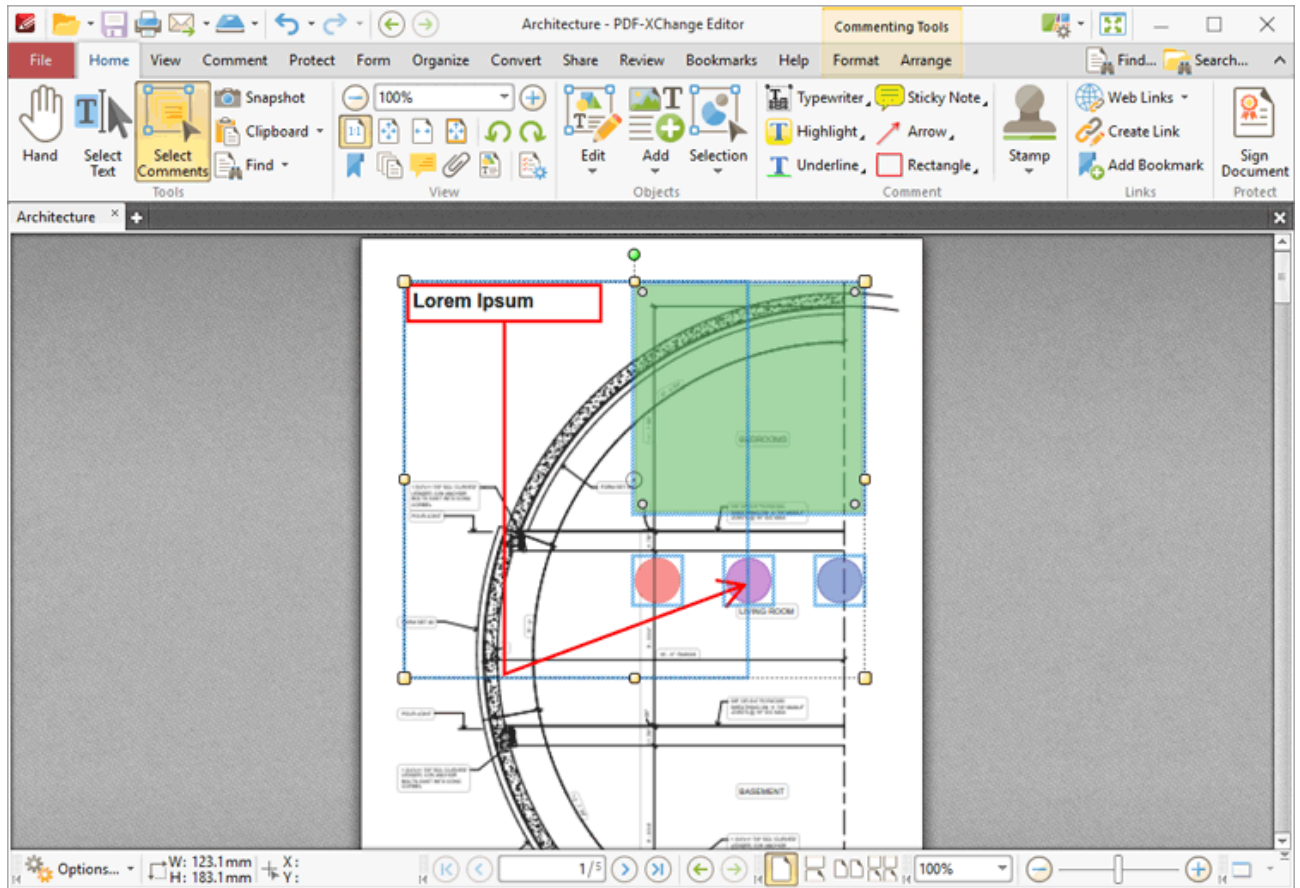 Architecture - PDF-XChange Editor
Commenting Tools
File Home View Comment Protect Form Organize Convert Share Review Bookmarks Help Format Arrange Find... Search...
Hand
Select Text
Select Comments
Snapshot
Clipboard
Find
Tools
100%
1:1
View
Edit
Add
Selection
Objects
Typewriter
Sticky Note
Highlight
Arrow
Underline
Rectangle
Comment
Stamp
Web Links
Create Link
Add Bookmark
Links
Sign Document
Protect
Architecture
Lorem Ipsum
BEDROOMS
LIVING ROOM
BASEMENT
Options...
W: 123.1mm
H: 183.1mm
X:
Y:
1/5
100%